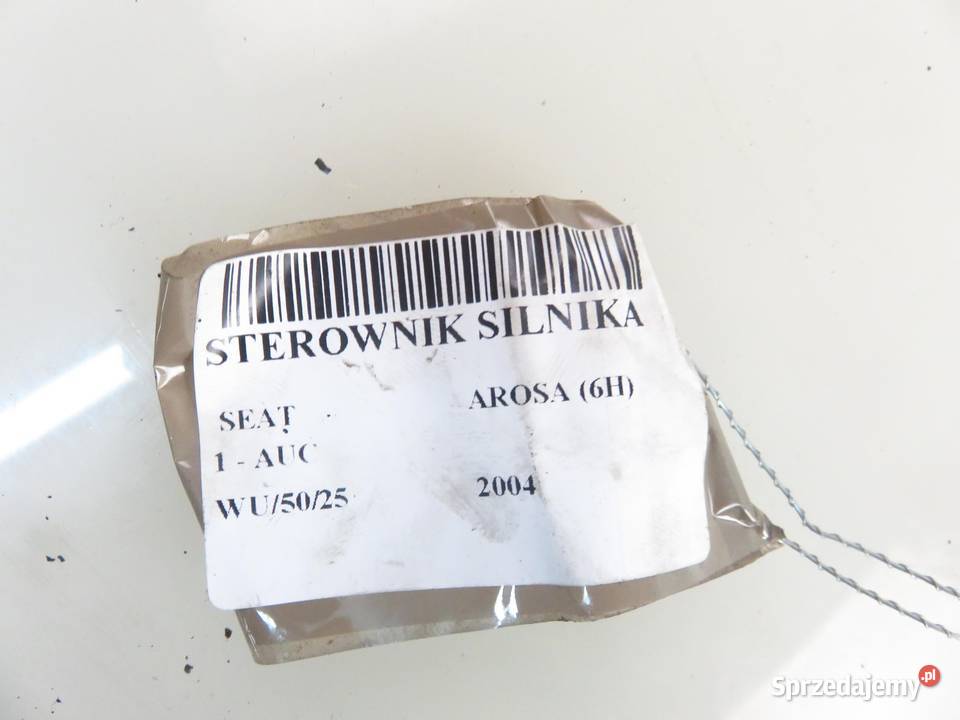 STEROWNIK SILNIKA
SEAT AROSA (6H)
1 - AUC
WU/50/25 2004
Sprzedajemy.pl